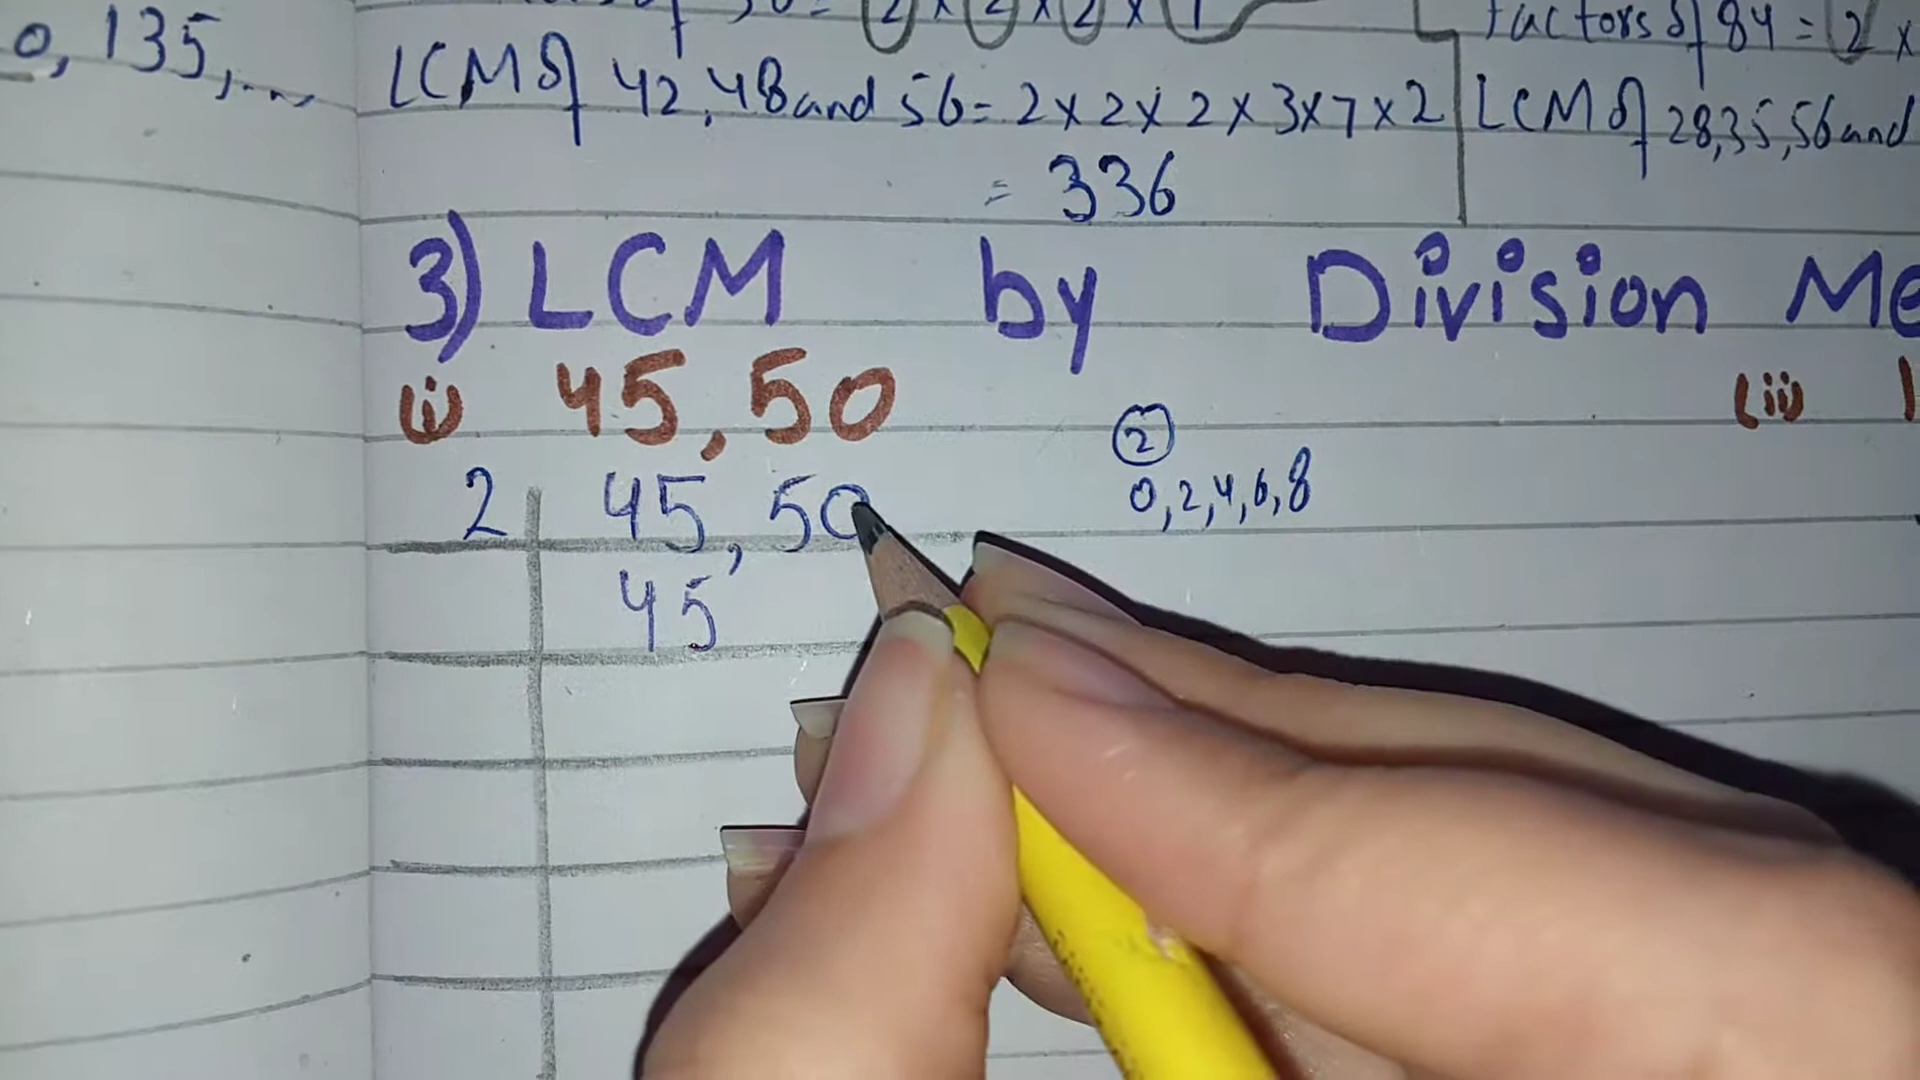 0, 135, ...
LCM of 42, 48 and 56 = 2 x 2 x 2 x 3 x 7 x 2
= 336
factors of 84 = 2 x
LCM of 28, 35, 56 and
3) LCM by Division Me
(i) 45, 50
(ii)
2 45, 50
45
2
0, 2, 4, 6, 8